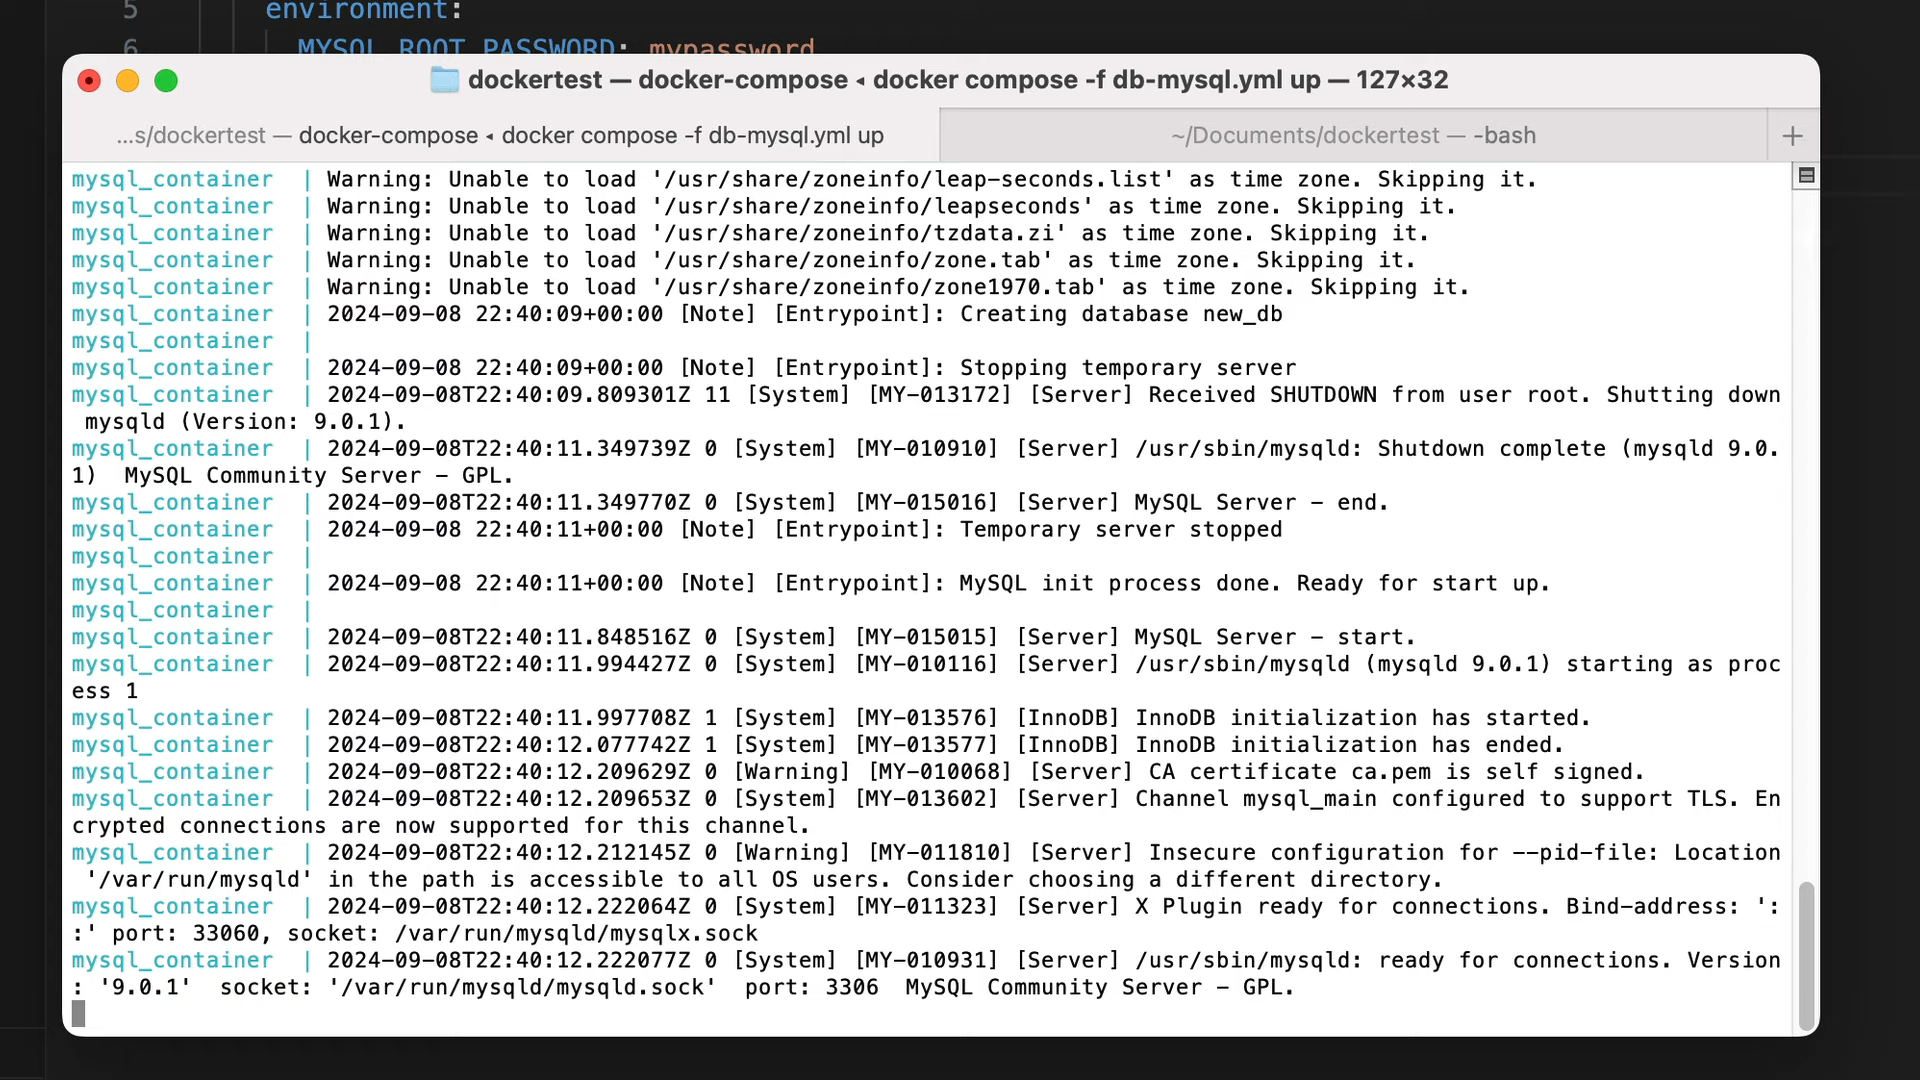 5 environment:
6 MYSQL_ROOT_PASSWORD: mypassword
dockertest — docker-compose ◂ docker compose -f db-mysql.yml up — 127×32
...s/dockertest — docker-compose ◂ docker compose -f db-mysql.yml up
~/Documents/dockertest — -bash
+
mysql_container  | Warning: Unable to load '/usr/share/zoneinfo/leap-seconds.list' as time zone. Skipping it.
mysql_container  | Warning: Unable to load '/usr/share/zoneinfo/leapseconds' as time zone. Skipping it.
mysql_container  | Warning: Unable to load '/usr/share/zoneinfo/tzdata.zi' as time zone. Skipping it.
mysql_container  | Warning: Unable to load '/usr/share/zoneinfo/zone.tab' as time zone. Skipping it.
mysql_container  | Warning: Unable to load '/usr/share/zoneinfo/zone1970.tab' as time zone. Skipping it.
mysql_container  | 2024-09-08 22:40:09+00:00 [Note] [Entrypoint]: Creating database new_db
mysql_container  |
mysql_container  | 2024-09-08 22:40:09+00:00 [Note] [Entrypoint]: Stopping temporary server
mysql_container  | 2024-09-08T22:40:09.809301Z 11 [System] [MY-013172] [Server] Received SHUTDOWN from user root. Shutting down
 mysqld (Version: 9.0.1).
mysql_container  | 2024-09-08T22:40:11.349739Z 0 [System] [MY-010910] [Server] /usr/sbin/mysqld: Shutdown complete (mysqld 9.0.
1)  MySQL Community Server - GPL.
mysql_container  | 2024-09-08T22:40:11.349770Z 0 [System] [MY-015016] [Server] MySQL Server - end.
mysql_container  | 2024-09-08 22:40:11+00:00 [Note] [Entrypoint]: Temporary server stopped
mysql_container  |
mysql_container  | 2024-09-08 22:40:11+00:00 [Note] [Entrypoint]: MySQL init process done. Ready for start up.
mysql_container  |
mysql_container  | 2024-09-08T22:40:11.848516Z 0 [System] [MY-015015] [Server] MySQL Server - start.
mysql_container  | 2024-09-08T22:40:11.994427Z 0 [System] [MY-010116] [Server] /usr/sbin/mysqld (mysqld 9.0.1) starting as proc
ess 1
mysql_container  | 2024-09-08T22:40:11.997708Z 1 [System] [MY-013576] [InnoDB] InnoDB initialization has started.
mysql_container  | 2024-09-08T22:40:12.077742Z 1 [System] [MY-013577] [InnoDB] InnoDB initialization has ended.
mysql_container  | 2024-09-08T22:40:12.209629Z 0 [Warning] [MY-010068] [Server] CA certificate ca.pem is self signed.
mysql_container  | 2024-09-08T22:40:12.209653Z 0 [System] [MY-013602] [Server] Channel mysql_main configured to support TLS. En
crypted connections are now supported for this channel.
mysql_container  | 2024-09-08T22:40:12.212145Z 0 [Warning] [MY-011810] [Server] Insecure configuration for --pid-file: Location
 '/var/run/mysqld' in the path is accessible to all OS users. Consider choosing a different directory.
mysql_container  | 2024-09-08T22:40:12.222064Z 0 [System] [MY-011323] [Server] X Plugin ready for connections. Bind-address: ':
:' port: 33060, socket: /var/run/mysqld/mysqlx.sock
mysql_container  | 2024-09-08T22:40:12.222077Z 0 [System] [MY-010931] [Server] /usr/sbin/mysqld: ready for connections. Version
: '9.0.1'  socket: '/var/run/mysqld/mysqld.sock'  port: 3306  MySQL Community Server - GPL.